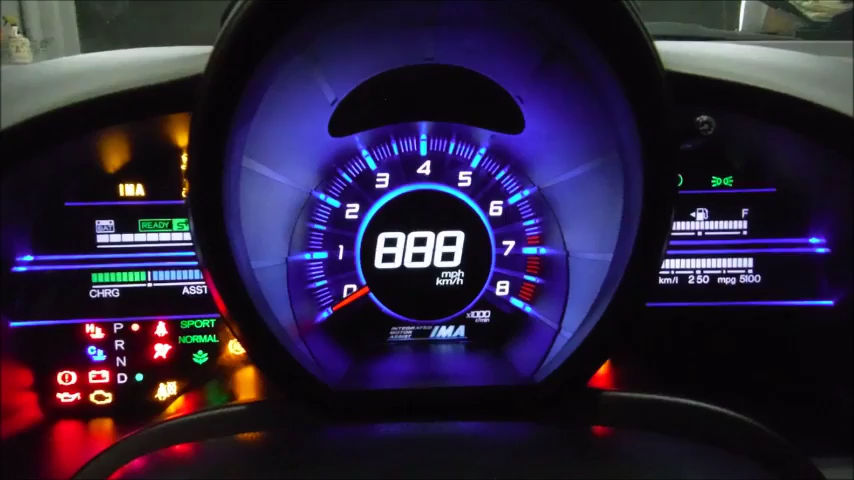 IMA
BAT READY
CHRG ASST
H P SPORT
C R NORMAL
N
D
0 1 2 3 4 5 6 7 8
888
mph
km/h
x1000
r/min
INTEGRATED
MOTOR
ASSIST
IMA
F
km/l 2 50 mpg 5100